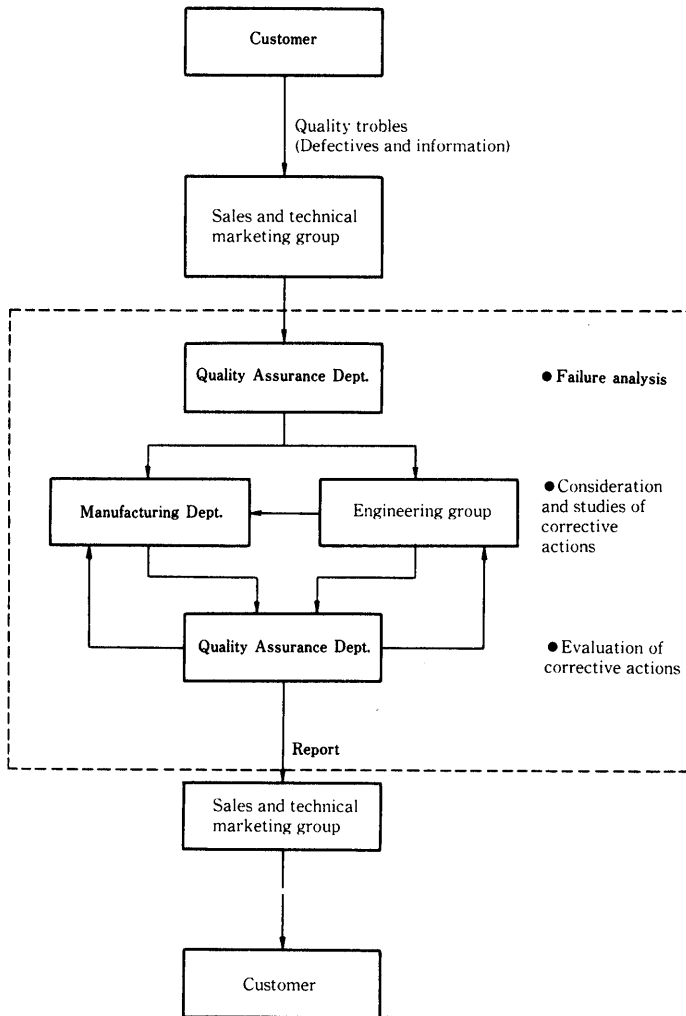 Customer
Quality trobles
(Defectives and information)
Sales and technical
marketing group
Quality Assurance Dept.
● Failure analysis
Manufacturing Dept.
Engineering group
● Consideration
and studies of
corrective
actions
Quality Assurance Dept.
● Evaluation of
corrective actions
Report
Sales and technical
marketing group
Customer